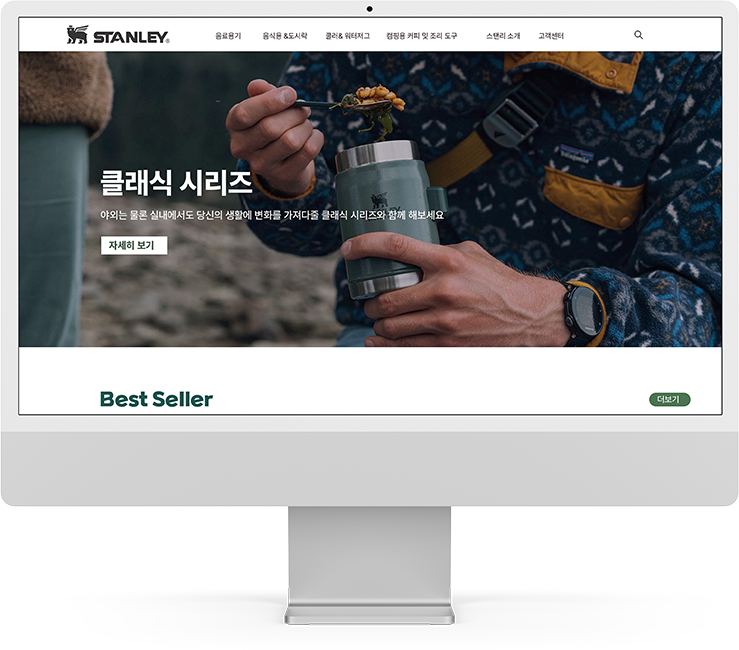 STANLEY®
음료용기 음식용 &도시락 쿨러& 워터저그 캠핑용 커피 및 조리 도구 스탠리 소개 고객센터
Patagonia
클래식 시리즈
야외는 물론 실내에서도 당신의 생활에 변화를 가져다줄 클래식 시리즈와 함께 해보세요
자세히 보기
Best Seller
더보기